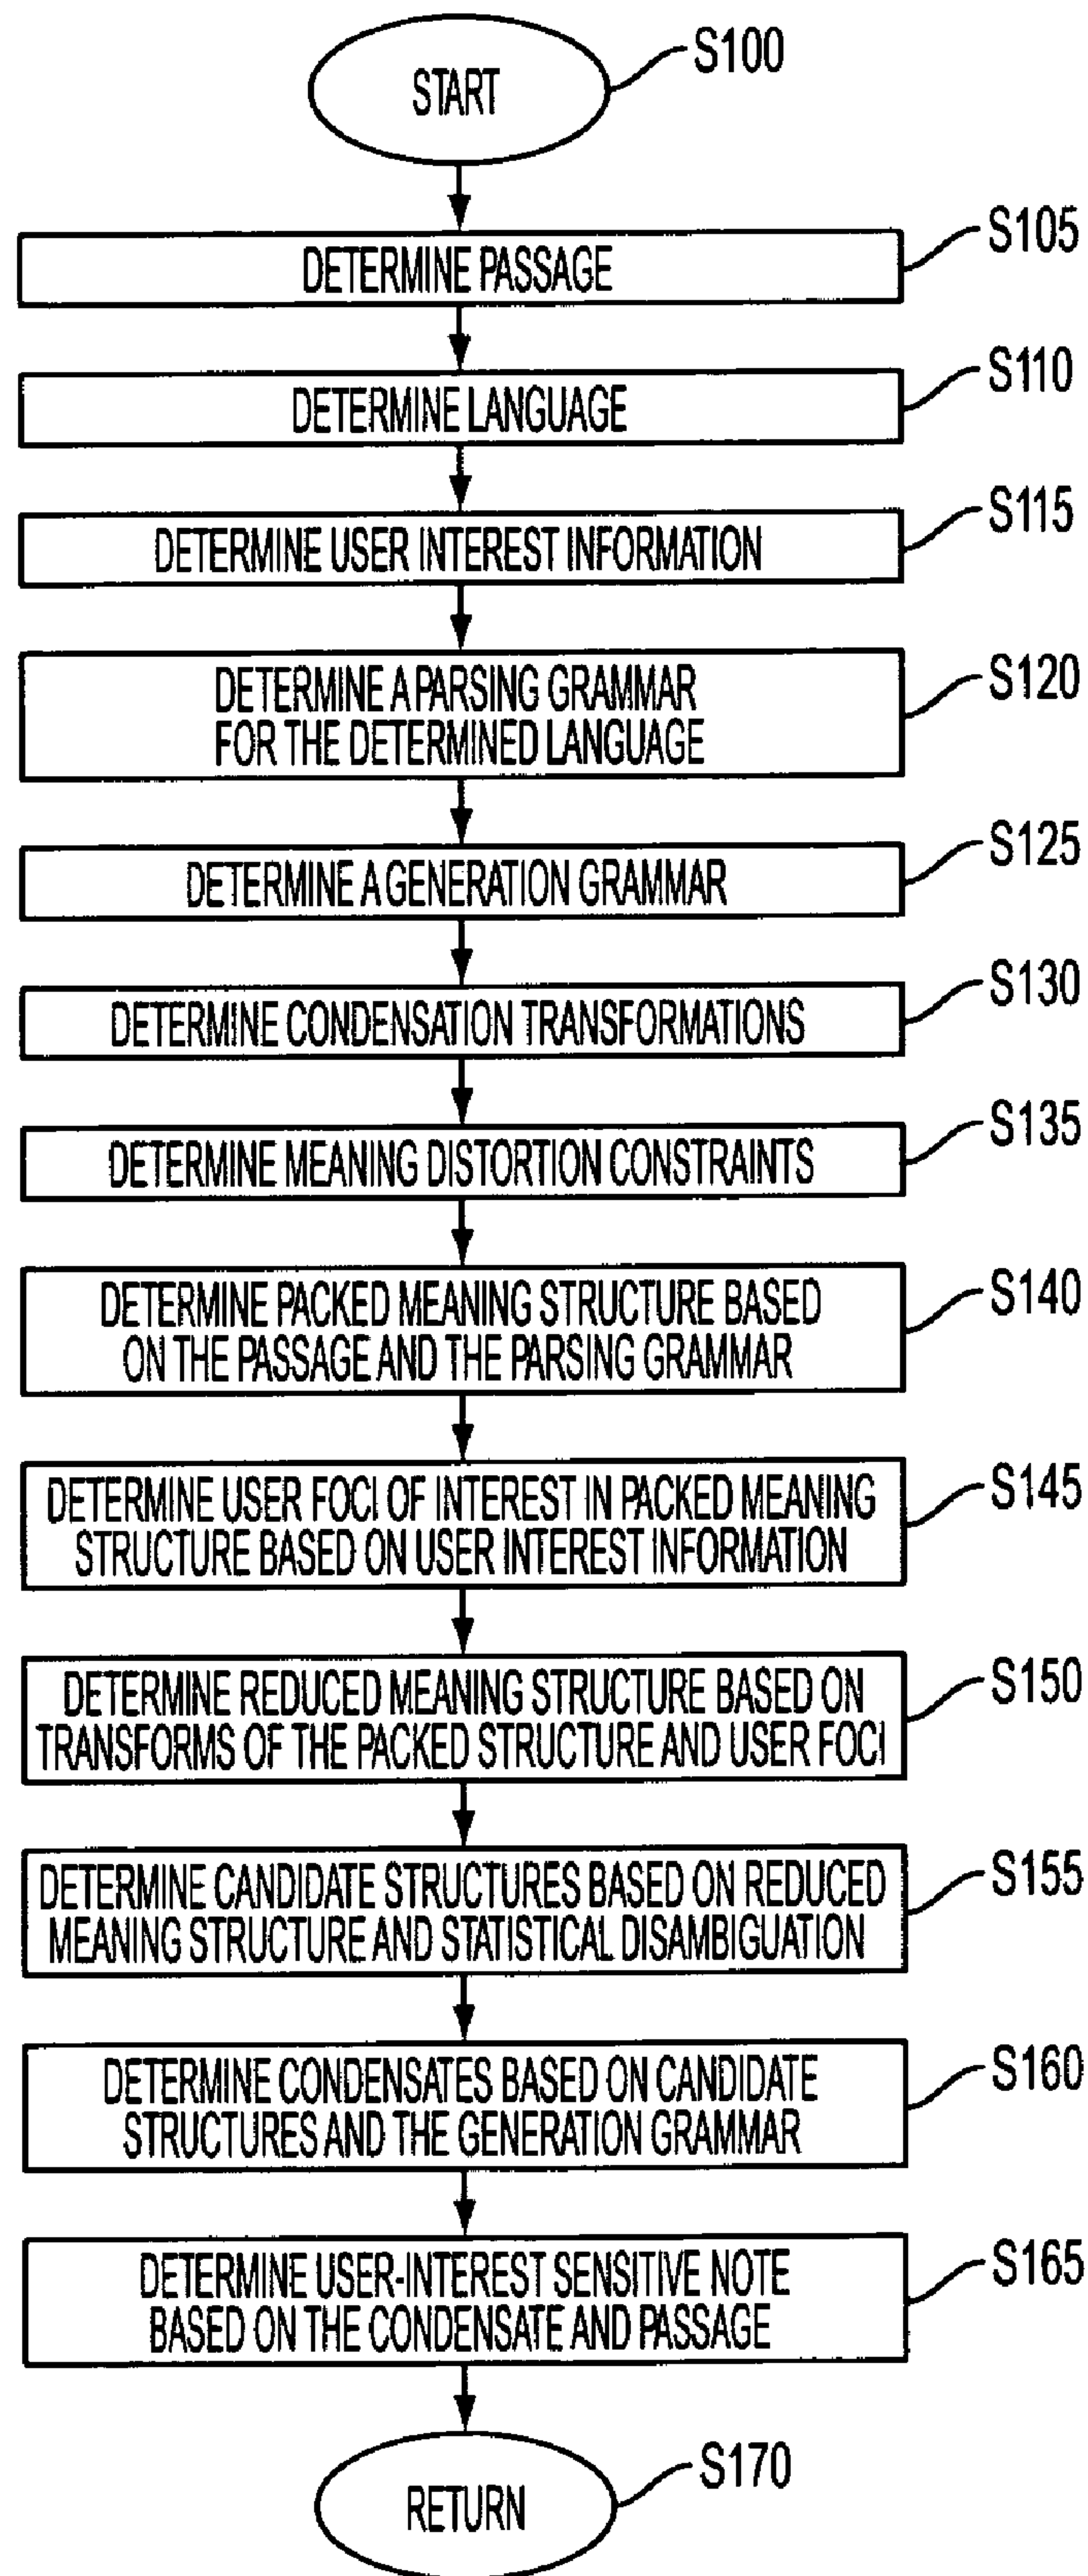 START
S100
DETERMINE PASSAGE
S105
DETERMINE LANGUAGE
S110
DETERMINE USER INTEREST INFORMATION
S115
DETERMINE A PARSING GRAMMAR
FOR THE DETERMINED LANGUAGE
S120
DETERMINE A GENERATION GRAMMAR
S125
DETERMINE CONDENSATION TRANSFORMATIONS
S130
DETERMINE MEANING DISTORTION CONSTRAINTS
S135
DETERMINE PACKED MEANING STRUCTURE BASED
ON THE PASSAGE AND THE PARSING GRAMMAR
S140
DETERMINE USER FOCI OF INTEREST IN PACKED MEANING
STRUCTURE BASED ON USER INTEREST INFORMATION
S145
DETERMINE REDUCED MEANING STRUCTURE BASED ON
TRANSFORMS OF THE PACKED STRUCTURE AND USER FOCI
S150
DETERMINE CANDIDATE STRUCTURES BASED ON REDUCED
MEANING STRUCTURE AND STATISTICAL DISAMBIGUATION
S155
DETERMINE CONDENSATES BASED ON CANDIDATE
STRUCTURES AND THE GENERATION GRAMMAR
S160
DETERMINE USER-INTEREST SENSITIVE NOTE
BASED ON THE CONDENSATE AND PASSAGE
S165
RETURN
S170